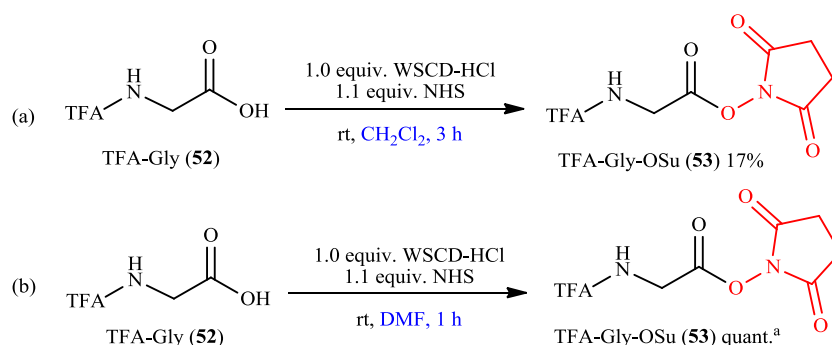 (a)
TFA
H
N
O
OH
TFA-Gly (52)
1.0 equiv. WSCD-HCl
1.1 equiv. NHS
rt, CH₂Cl₂, 3 h
TFA
H
N
O
O
N
O
O
TFA-Gly-OSu (53) 17%
(b)
TFA
H
N
O
OH
TFA-Gly (52)
1.0 equiv. WSCD-HCl
1.1 equiv. NHS
rt, DMF, 1 h
TFA
H
N
O
O
N
O
O
TFA-Gly-OSu (53) quant.ᵃ